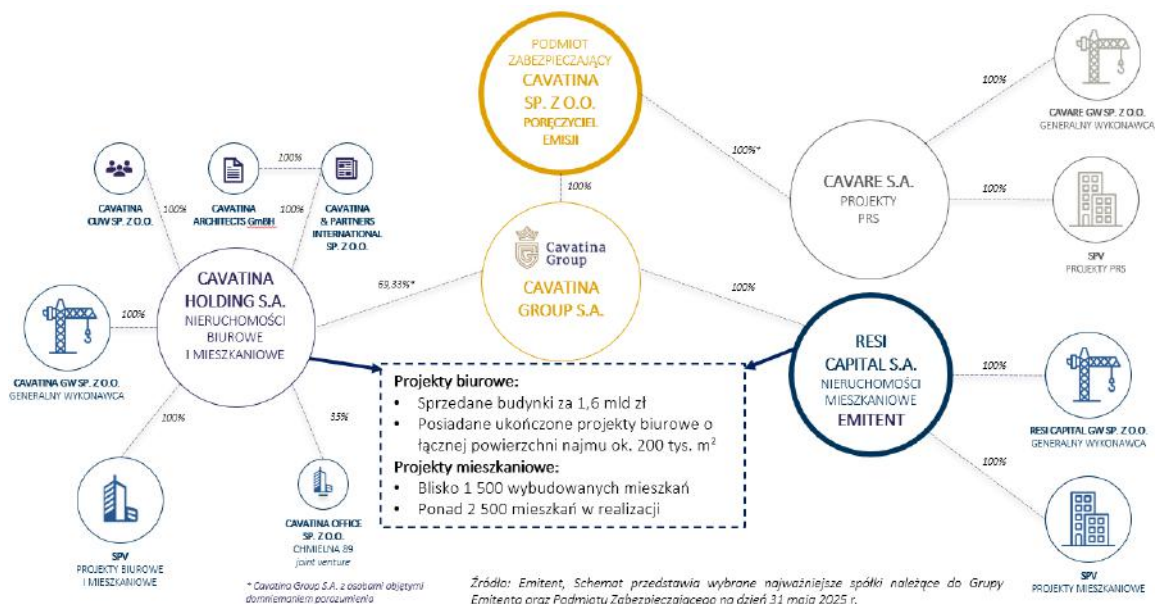 PODMIOT
ZABEZPIECZAJĄCY
CAVATINA
SP. Z O.O.
PORĘCZYCIEL
EMISJI
100%
100%*
100%
CAVARE GW SP. Z O.O.
GENERALNY WYKONAWCA
CAVARE S.A.
PROJEKTY
PRS
100%
SPV
PROJEKTY PRS
CAVATINA
CUW SP. Z O.O.
100%
CAVATINA
ARCHITECTS GmBH
100%
CAVATINA
& PARTNERS
INTERNATIONAL
SP. Z O.O.
100%
Cavatina
Group
CAVATINA
GROUP S.A.
69,33%*
100%
CAVATINA
HOLDING S.A.
NIERUCHOMOŚCI
BIUROWE
I MIESZKANIOWE
100%
CAVATINA GW SP. Z O.O.
GENERALNY WYKONAWCA
100%
SPV
PROJEKTY BIUROWE
I MIESZKANIOWE
35%
CAVATINA OFFICE
SP. Z O.O.
CHMIELNA 89
joint venture
Projekty biurowe:
• Sprzedane budynki za 1,6 mld zł
• Posiadane ukończone projekty biurowe o
łącznej powierzchni najmu ok. 200 tys. m²
Projekty mieszkaniowe:
• Blisko 1 500 wybudowanych mieszkań
• Ponad 2 500 mieszkań w realizacji
RESI
CAPITAL S.A.
NIERUCHOMOŚCI
MIESZKANIOWE
EMITENT
100%
RESI CAPITAL GW SP. Z O.O.
GENERALNY WYKONAWCA
100%
SPV
PROJEKTY MIESZKANIOWE
* Cavatina Group S.A. z osobami objętymi
domniemaniem porozumienia
Źródło: Emitent, Schemat przedstawia wybrane najważniejsze spółki należące do Grupy
Emitenta oraz Podmiotu Zabezpieczającego na dzień 31 maja 2025 r.